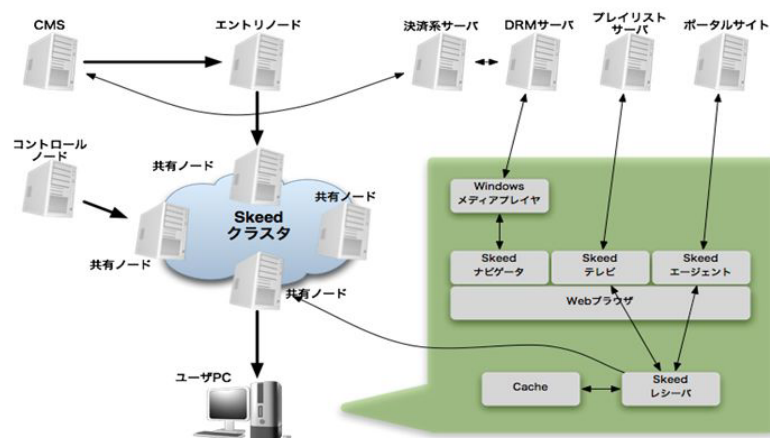 CMS
エントリノード
決済系サーバ
DRMサーバ
プレイリスト
サーバ
ポータルサイト
コントロール
ノード
共有ノード
共有ノード
Skeed
クラスタ
共有ノード
共有ノード
ユーザPC
Windows
メディアプレイヤ
Skeed
ナビゲータ
Skeed
テレビ
Skeed
エージェント
Webブラウザ
Cache
Skeed
レシーバ